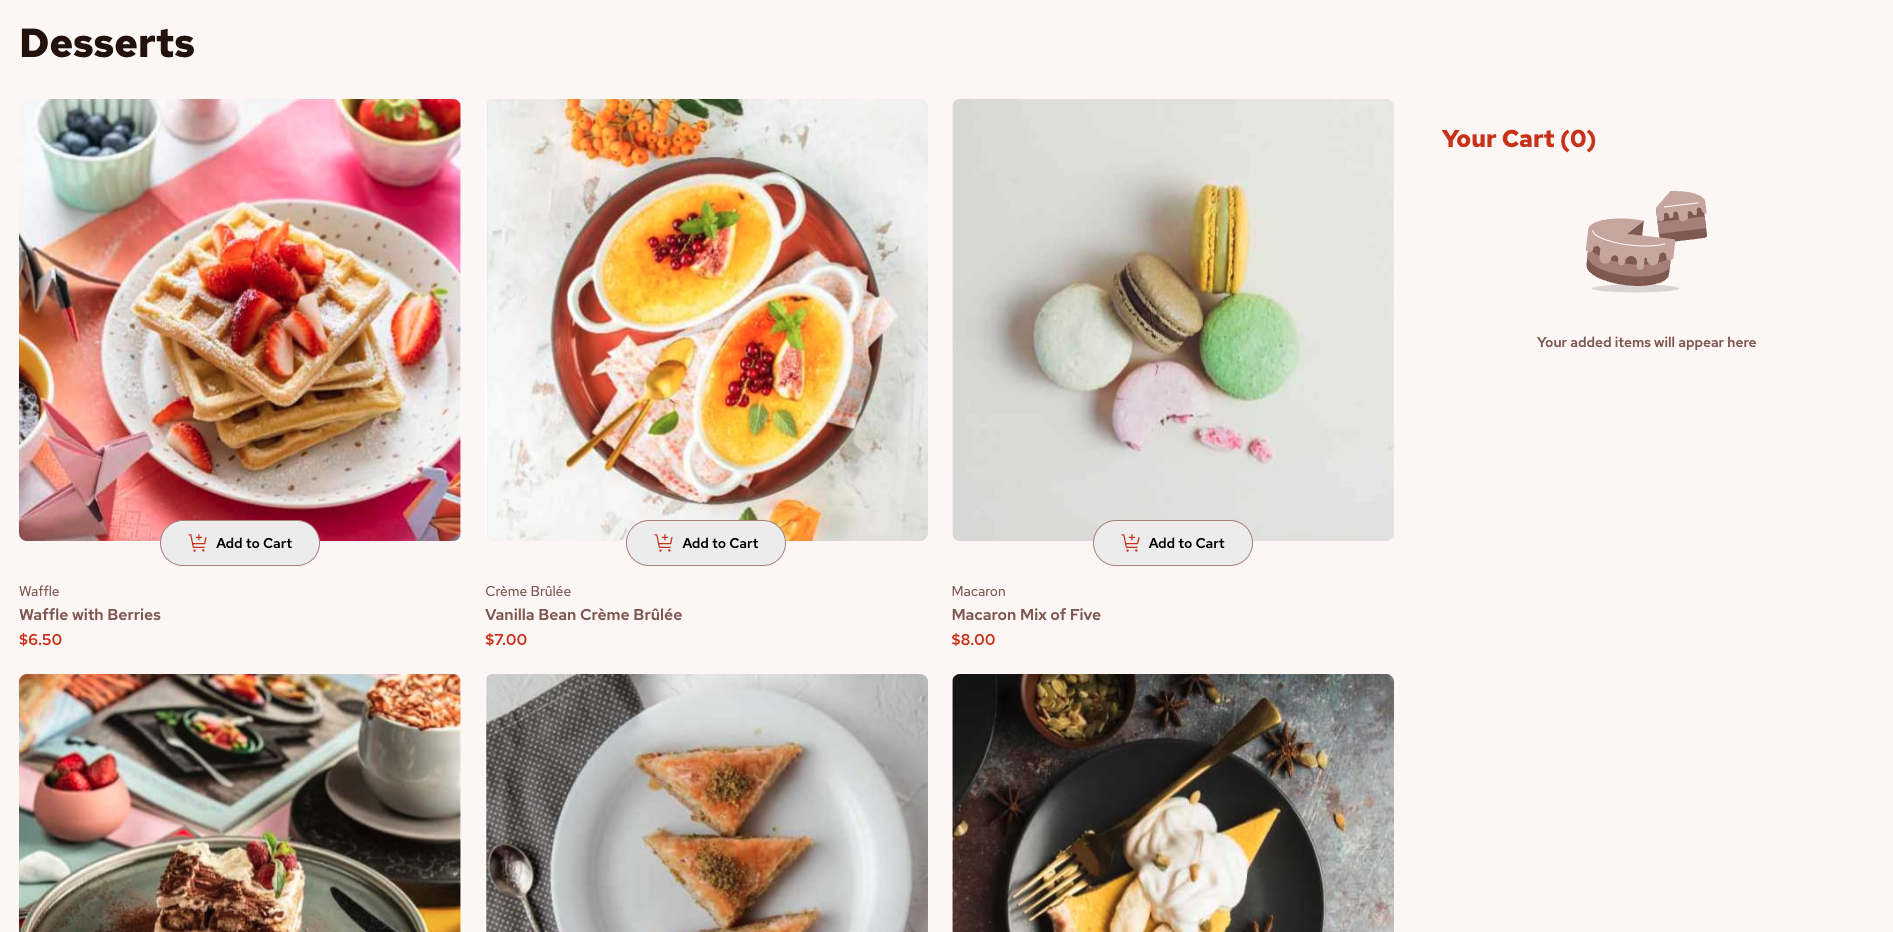 Desserts
Your Cart (0)
Your added items will appear here
Add to Cart
Add to Cart
Add to Cart
Waffle
Waffle with Berries
$6.50
Crème Brûlée
Vanilla Bean Crème Brûlée
$7.00
Macaron
Macaron Mix of Five
$8.00